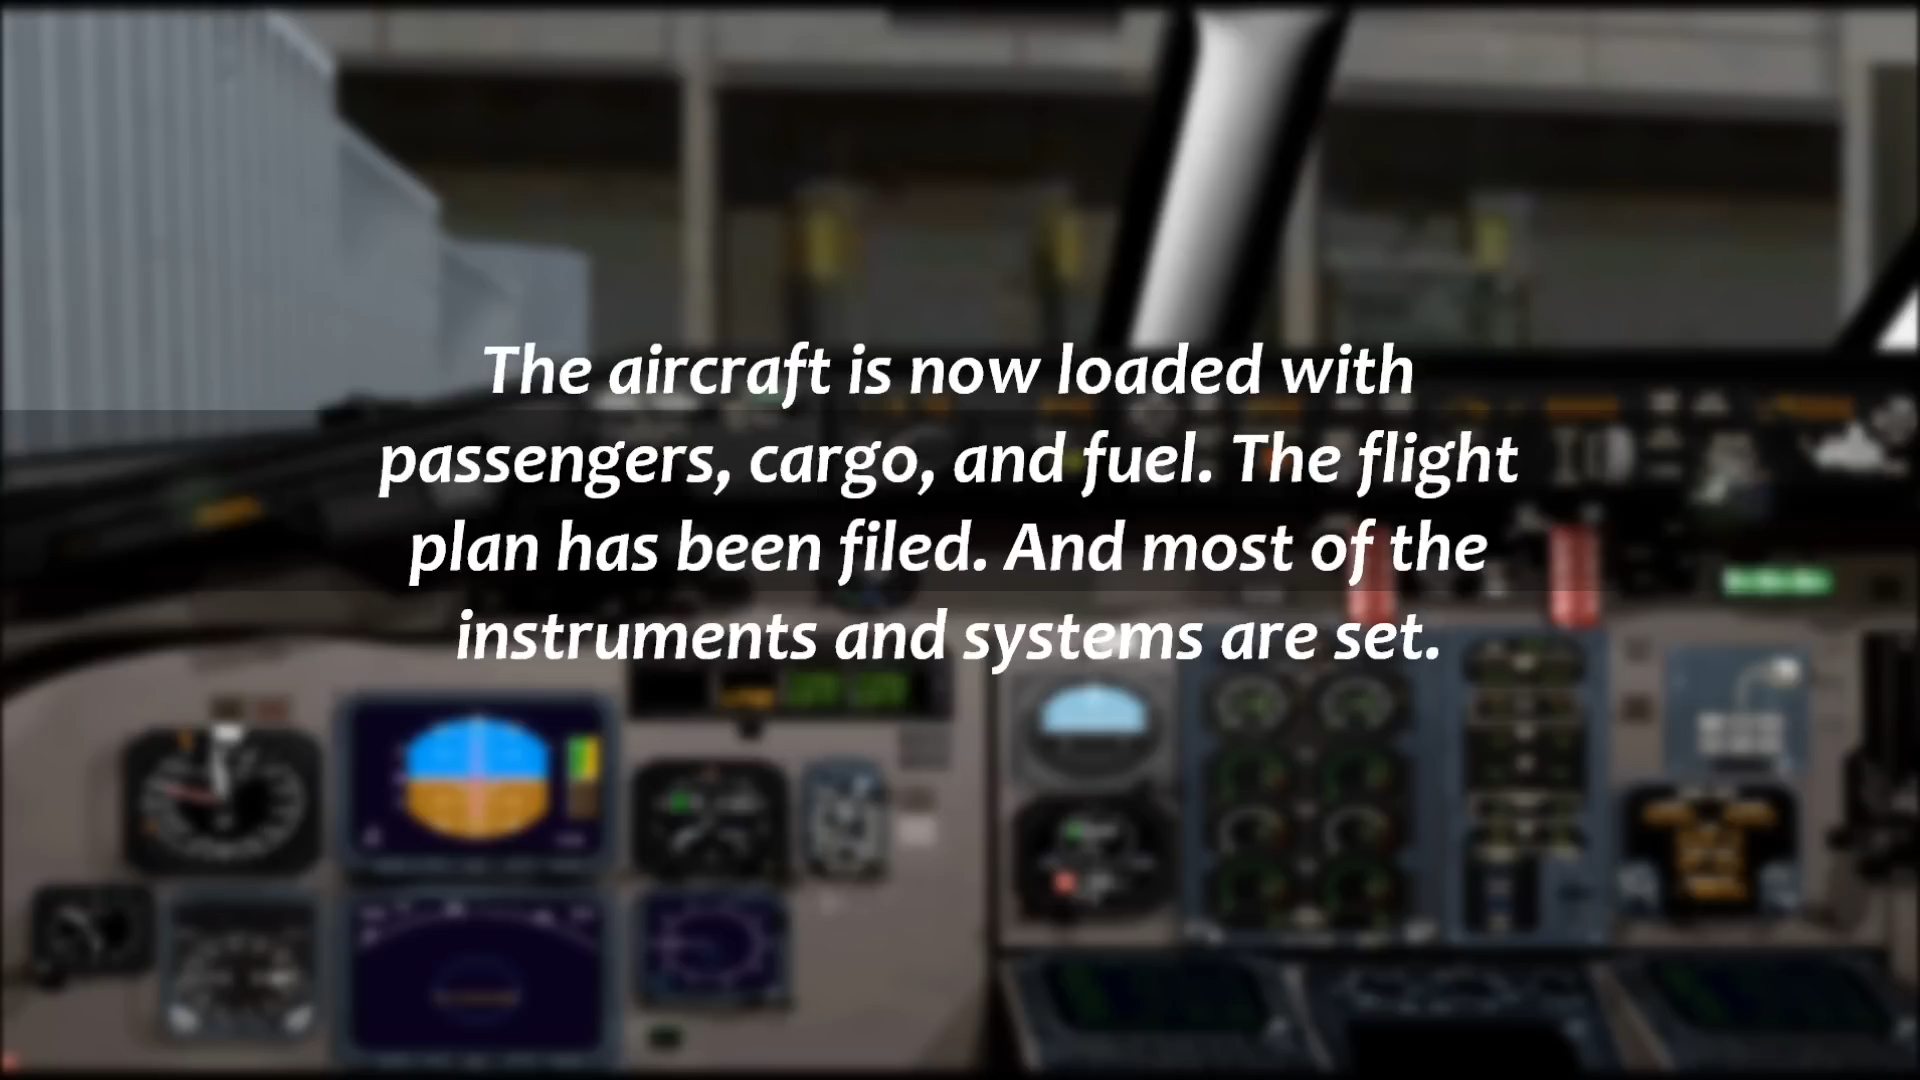 The aircraft is now loaded with
passengers, cargo, and fuel. The flight
plan has been filed. And most of the
instruments and systems are set.